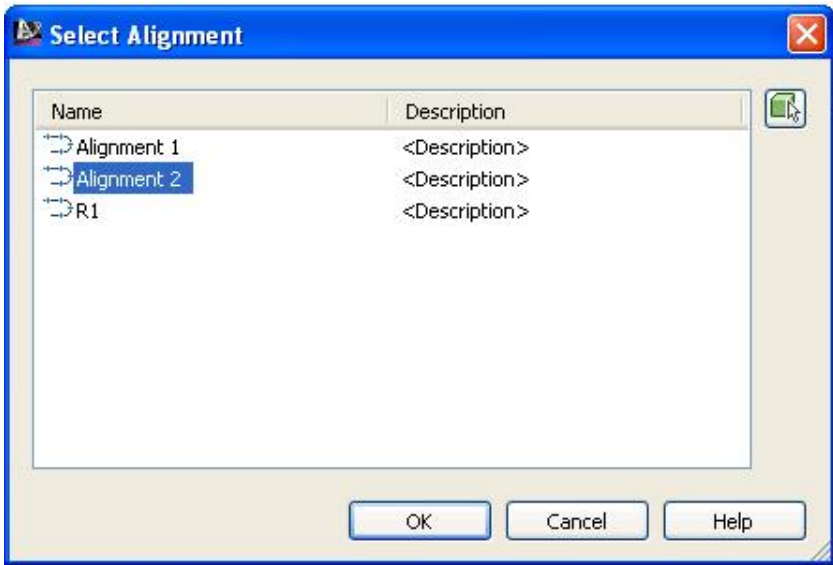 Select Alignment
Name Description
Alignment 1 <Description>
Alignment 2 <Description>
R1 <Description>
OK Cancel Help